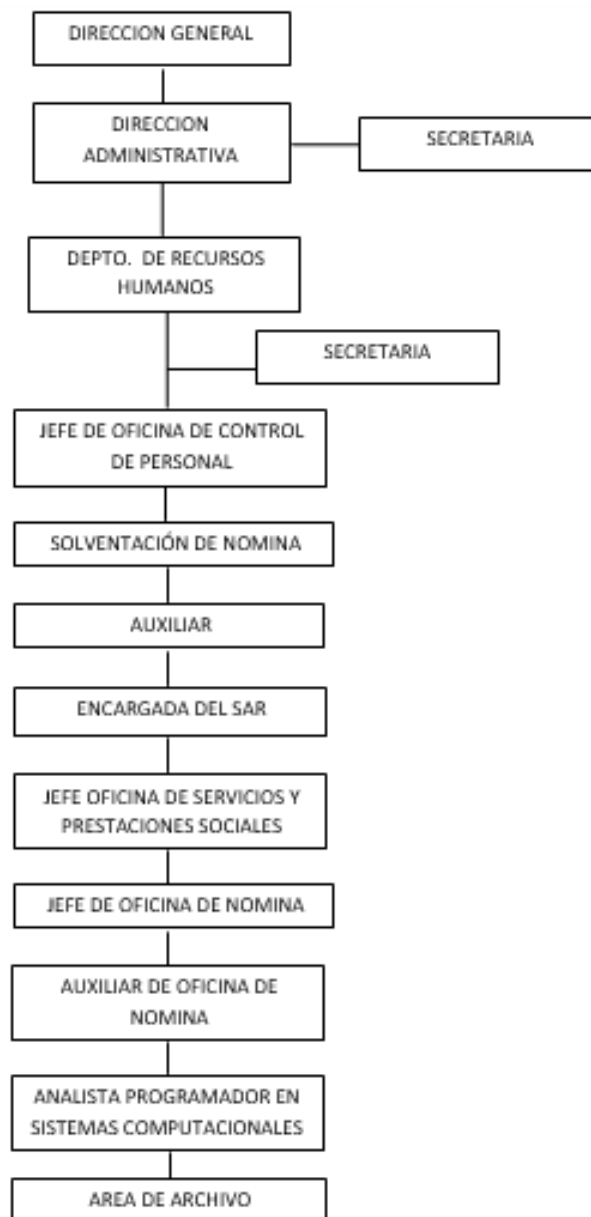 DIRECCION GENERAL
DIRECCION
ADMINISTRATIVA
SECRETARIA
DEPTO. DE RECURSOS
HUMANOS
SECRETARIA
JEFE DE OFICINA DE CONTROL
DE PERSONAL
SOLVENTACIÓN DE NOMINA
AUXILIAR
ENCARGADA DEL SAR
JEFE OFICINA DE SERVICIOS Y
PRESTACIONES SOCIALES
JEFE DE OFICINA DE NOMINA
AUXILIAR DE OFICINA DE
NOMINA
ANALISTA PROGRAMADOR EN
SISTEMAS COMPUTACIONALES
AREA DE ARCHIVO